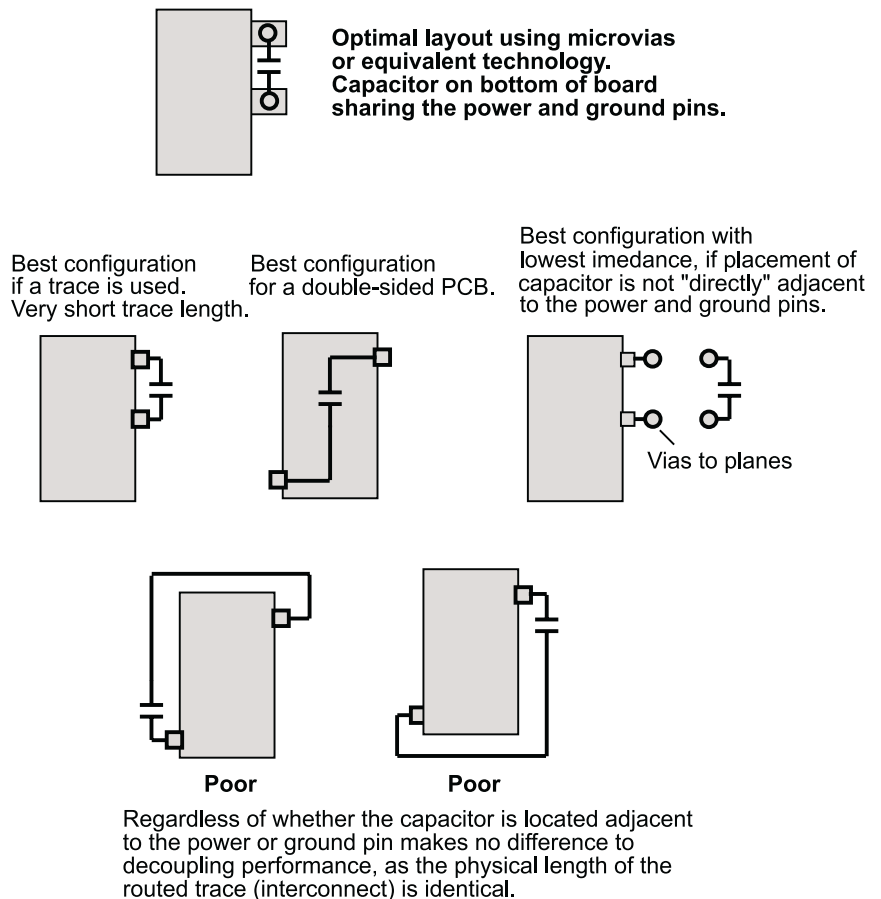 Optimal layout using microvias
or equivalent technology.
Capacitor on bottom of board
sharing the power and ground pins.
Best configuration
if a trace is used.
Very short trace length.
Best configuration
for a double-sided PCB.
Best configuration with
lowest imedance, if placement of
capacitor is not "directly" adjacent
to the power and ground pins.
Vias to planes
Poor
Poor
Regardless of whether the capacitor is located adjacent
to the power or ground pin makes no difference to
decoupling performance, as the physical length of the
routed trace (interconnect) is identical.